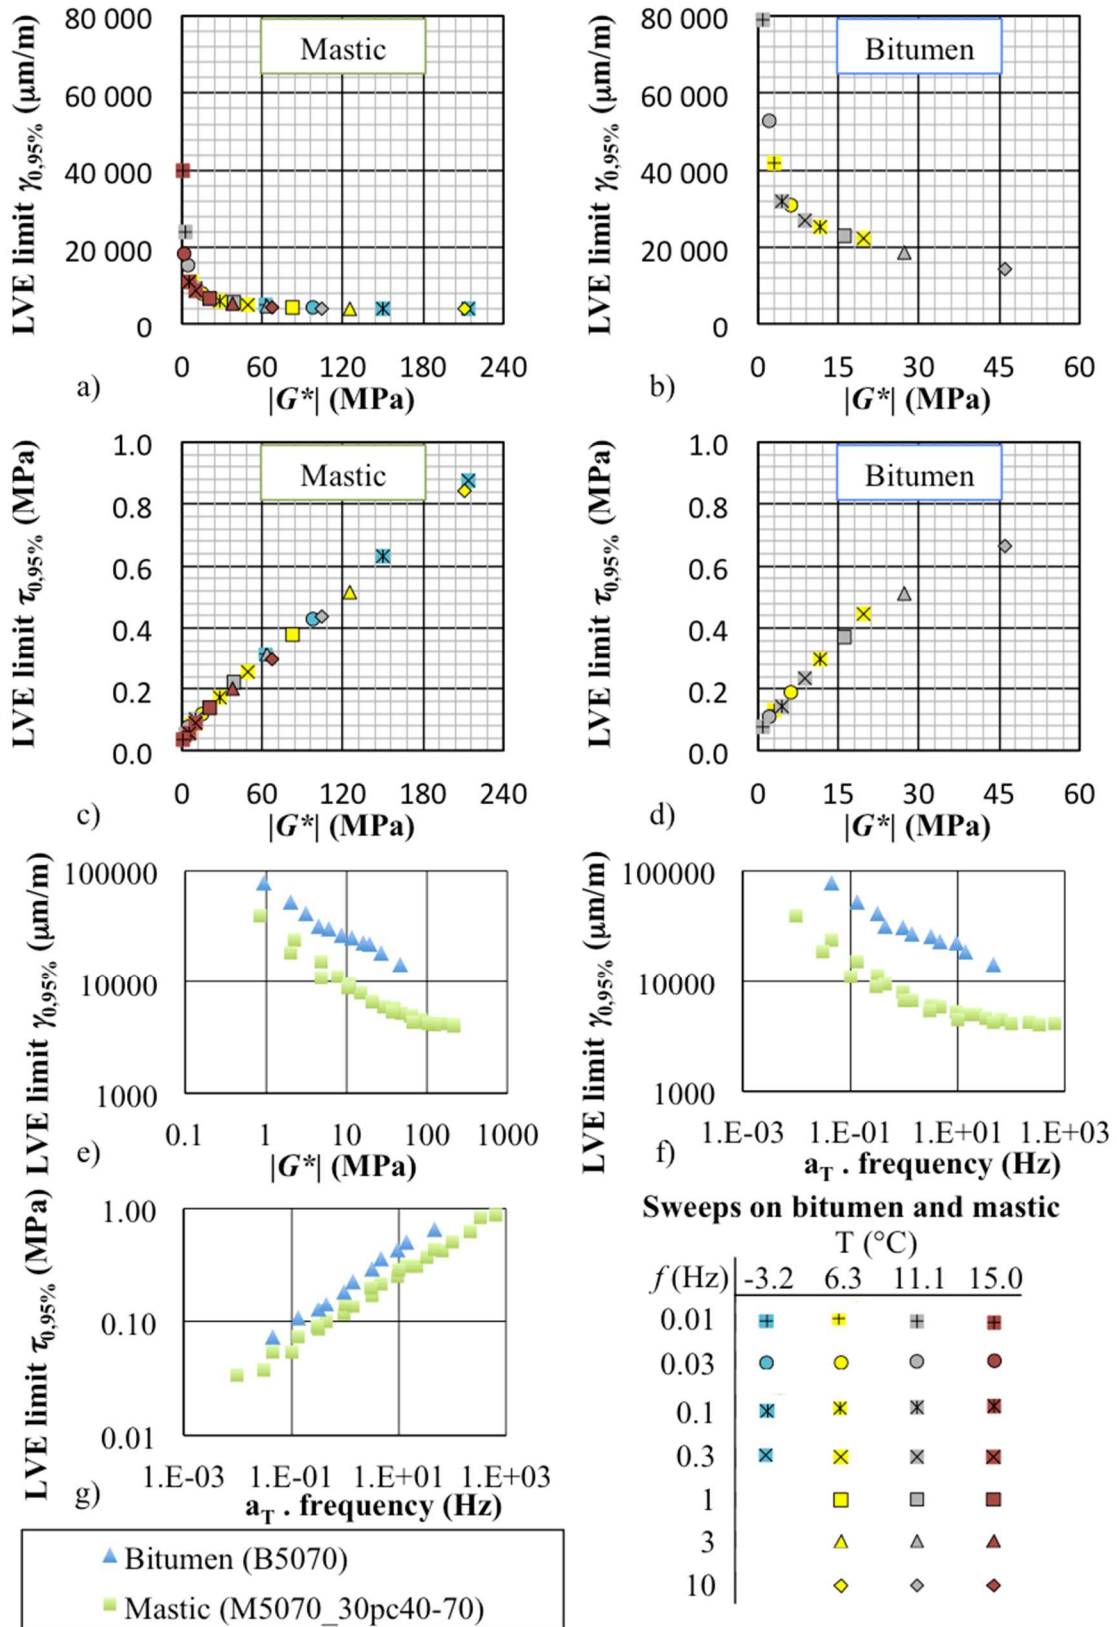 Mastic
LVE limit γ0,95% (µm/m)
80 000
60 000
40 000
20 000
0
0 60 120 180 240
a)
|G*| (MPa)
Bitumen
LVE limit γ0,95% (µm/m)
80 000
60 000
40 000
20 000
0
0 15 30 45 60
b)
|G*| (MPa)
Mastic
LVE limit τ0,95% (MPa)
1.0
0.8
0.6
0.4
0.2
0.0
0 60 120 180 240
c)
|G*| (MPa)
Bitumen
LVE limit τ0,95% (MPa)
1.0
0.8
0.6
0.4
0.2
0.0
0 15 30 45 60
d)
|G*| (MPa)
LVE limit γ0,95% (µm/m)
100000
10000
1000
0.1 1 10 100 1000
e)
|G*| (MPa)
LVE limit γ0,95% (µm/m)
100000
10000
1000
1.E-03 1.E-01 1.E+01 1.E+03
f)
aT . frequency (Hz)
LVE limit τ0,95% (MPa)
1.00
0.10
0.01
1.E-03 1.E-01 1.E+01 1.E+03
g)
aT . frequency (Hz)
Sweeps on bitumen and mastic
T (°C)
f (Hz) -3.2 6.3 11.1 15.0
0.01
0.03
0.1
0.3
1
3
10
Bitumen (B5070)
Mastic (M5070_30pc40-70)